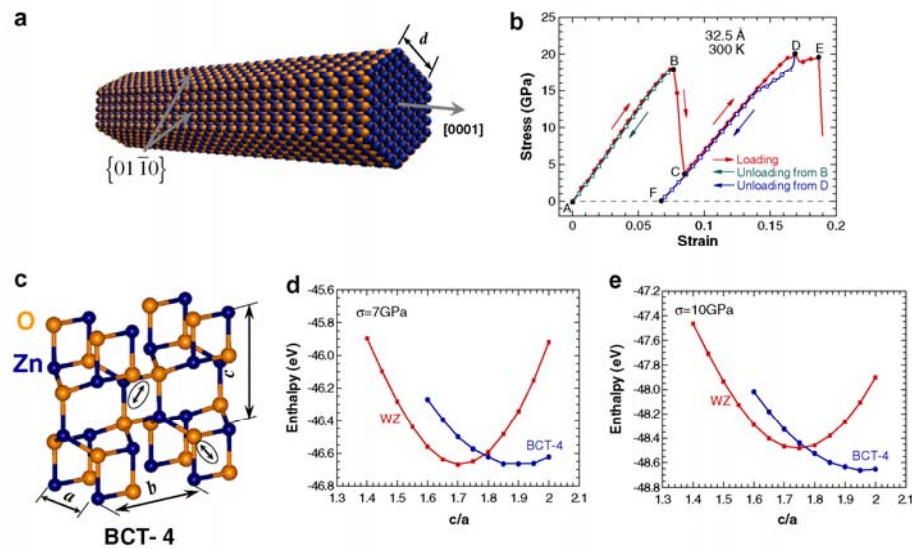 a
d
[0001]
{01 1̄0}
b
32.5 Å
300 K
Stress (GPa)
25
20
15
10
5
0
A
B
C
D
E
F
Loading
Unloading from B
Unloading from D
0
0.05
0.1
0.15
0.2
Strain
c
O
Zn
c
a
b
BCT- 4
d
σ=7GPa
Enthalpy (eV)
-45.6
-45.8
-46.0
-46.2
-46.4
-46.6
-46.8
WZ
BCT-4
1.3 1.4 1.5 1.6 1.7 1.8 1.9 2 2.1
c/a
e
σ=10GPa
Enthalpy (eV)
-47.2
-47.4
-47.6
-47.8
-48.0
-48.2
-48.4
-48.6
-48.8
WZ
BCT-4
1.3 1.4 1.5 1.6 1.7 1.8 1.9 2 2.1
c/a